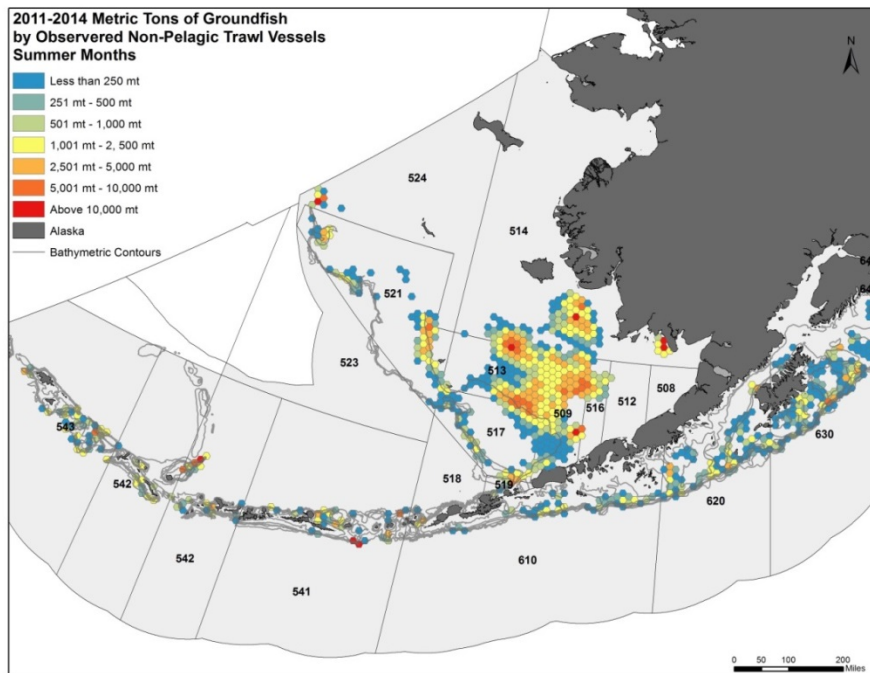 2011-2014 Metric Tons of Groundfish
by Observed Non-Pelagic Trawl Vessels
Summer Months
Less than 250 mt
251 mt - 500 mt
501 mt - 1,000 mt
1,001 mt - 2, 500 mt
2,501 mt - 5,000 mt
5,001 mt - 10,000 mt
Above 10,000 mt
Alaska
Bathymetric Contours
N
524
514
521
523
513
508
516
512
509
517
543
630
518
519
542
620
610
542
541
0 50 100 200
Miles